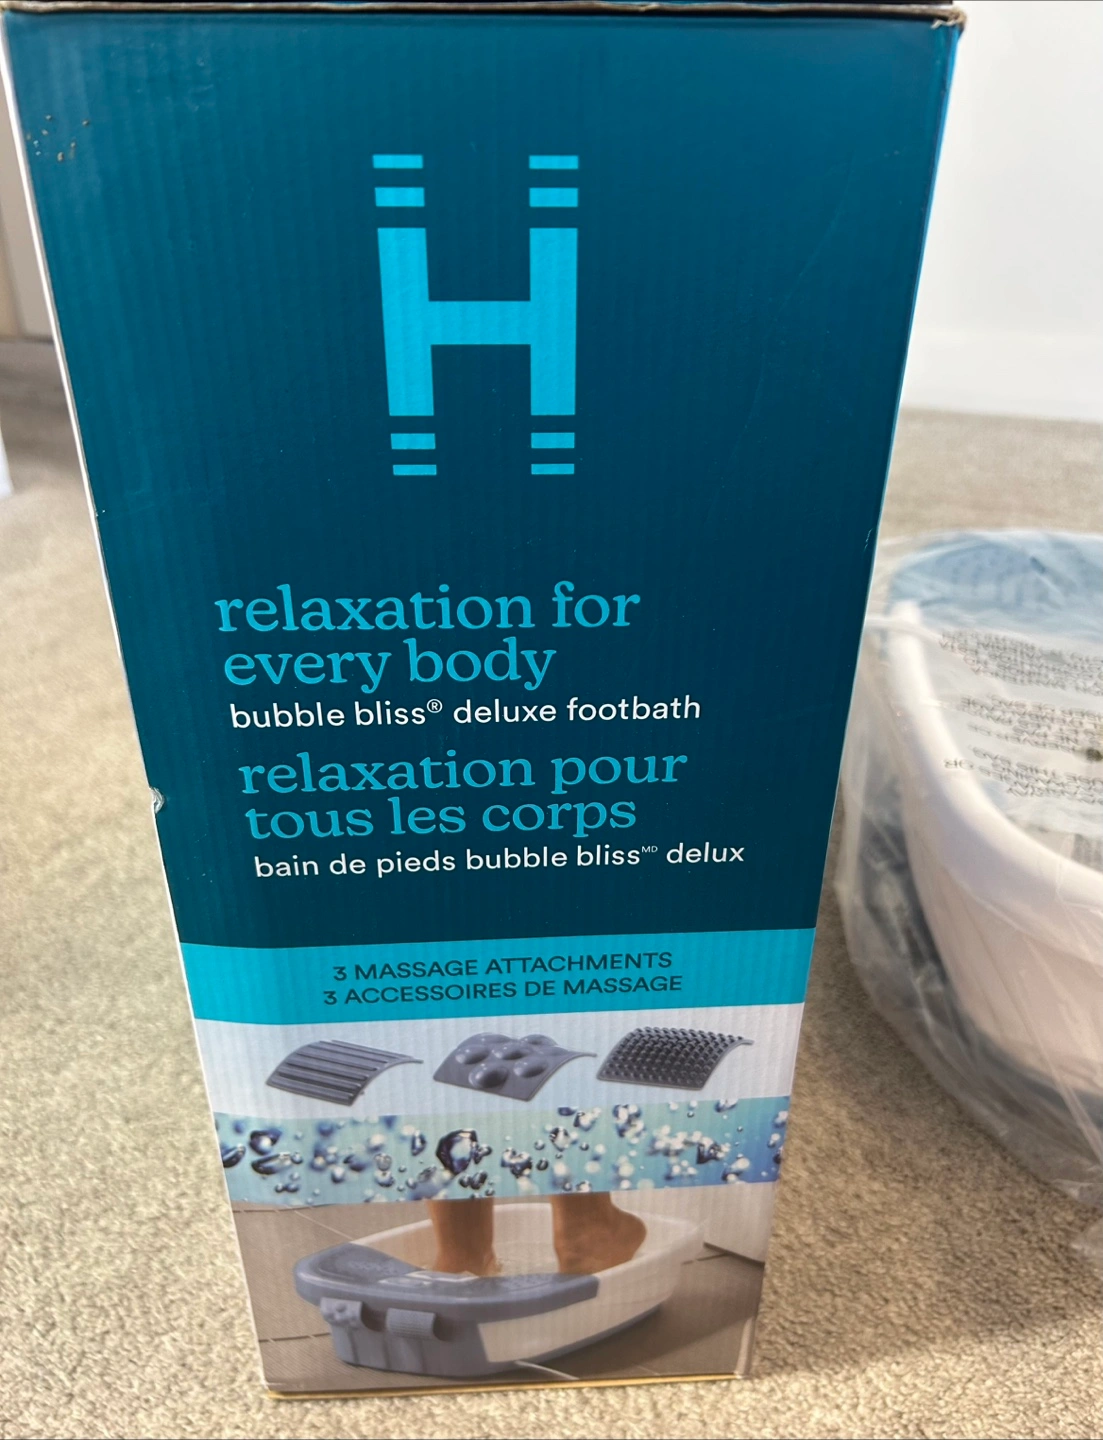 H
relaxation for
every body
bubble bliss® deluxe footbath
relaxation pour
tous les corps
bain de pieds bubble bliss MD delux
3 MASSAGE ATTACHMENTS
3 ACCESSOIRES DE MASSAGE